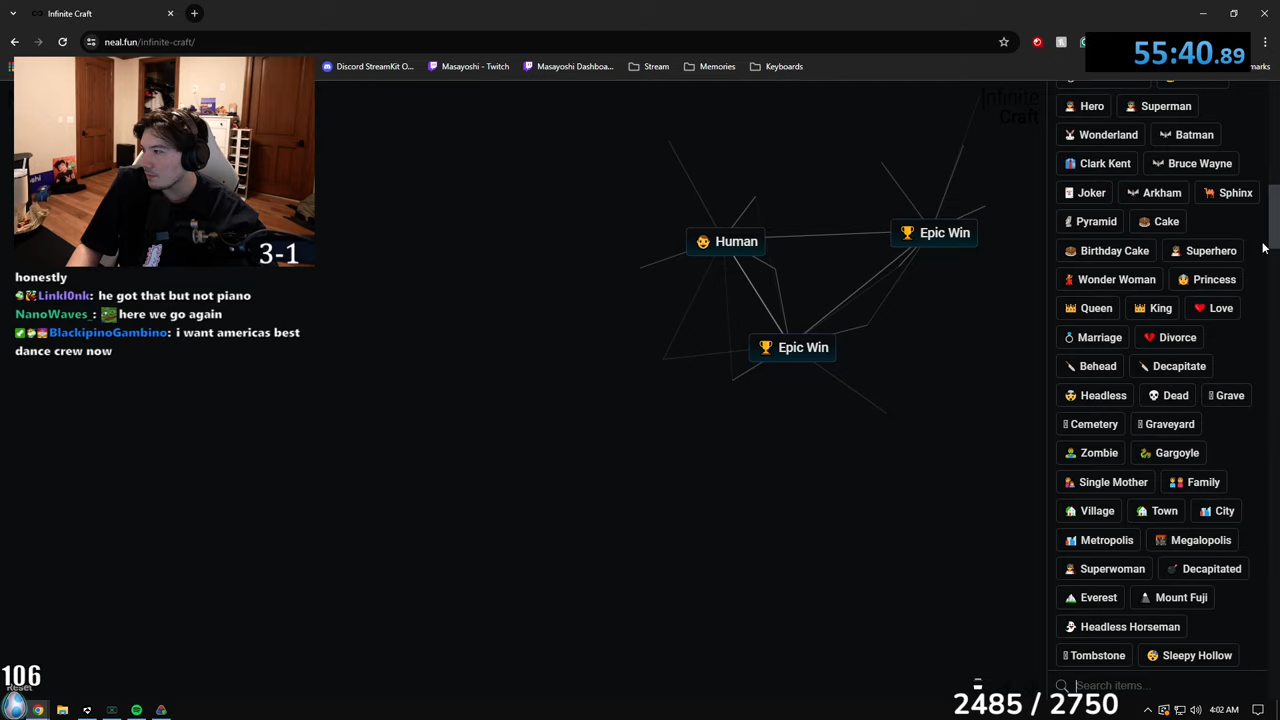 Infinite Craft
55:40.89
neal.fun/infinite-craft/
Discord StreamKit O...
Masayoshi - Twitch
Masayoshi Dashboa...
Stream
Memories
Keyboards
Infinite
Craft
Hero Superman
Wonderland Batman
Clark Kent Bruce Wayne
Joker Arkham Sphinx
Pyramid Cake
Birthday Cake Superhero
Wonder Woman Princess
Queen King Love
Marriage Divorce
Behead Decapitate
Headless Dead Grave
Cemetery Graveyard
Zombie Gargoyle
Single Mother Family
Village Town City
Metropolis Megalopolis
Superwoman Decapitated
Everest Mount Fuji
Headless Horseman
Tombstone Sleepy Hollow
Search items...
Human
Epic Win
Epic Win
3-1
honestly
Linkl0nk: he got that but not piano
NanoWaves: here we go again
BlackipinoGambino: i want americas best
dance crew now
106
Reset
2485 / 2750
4:02 AM